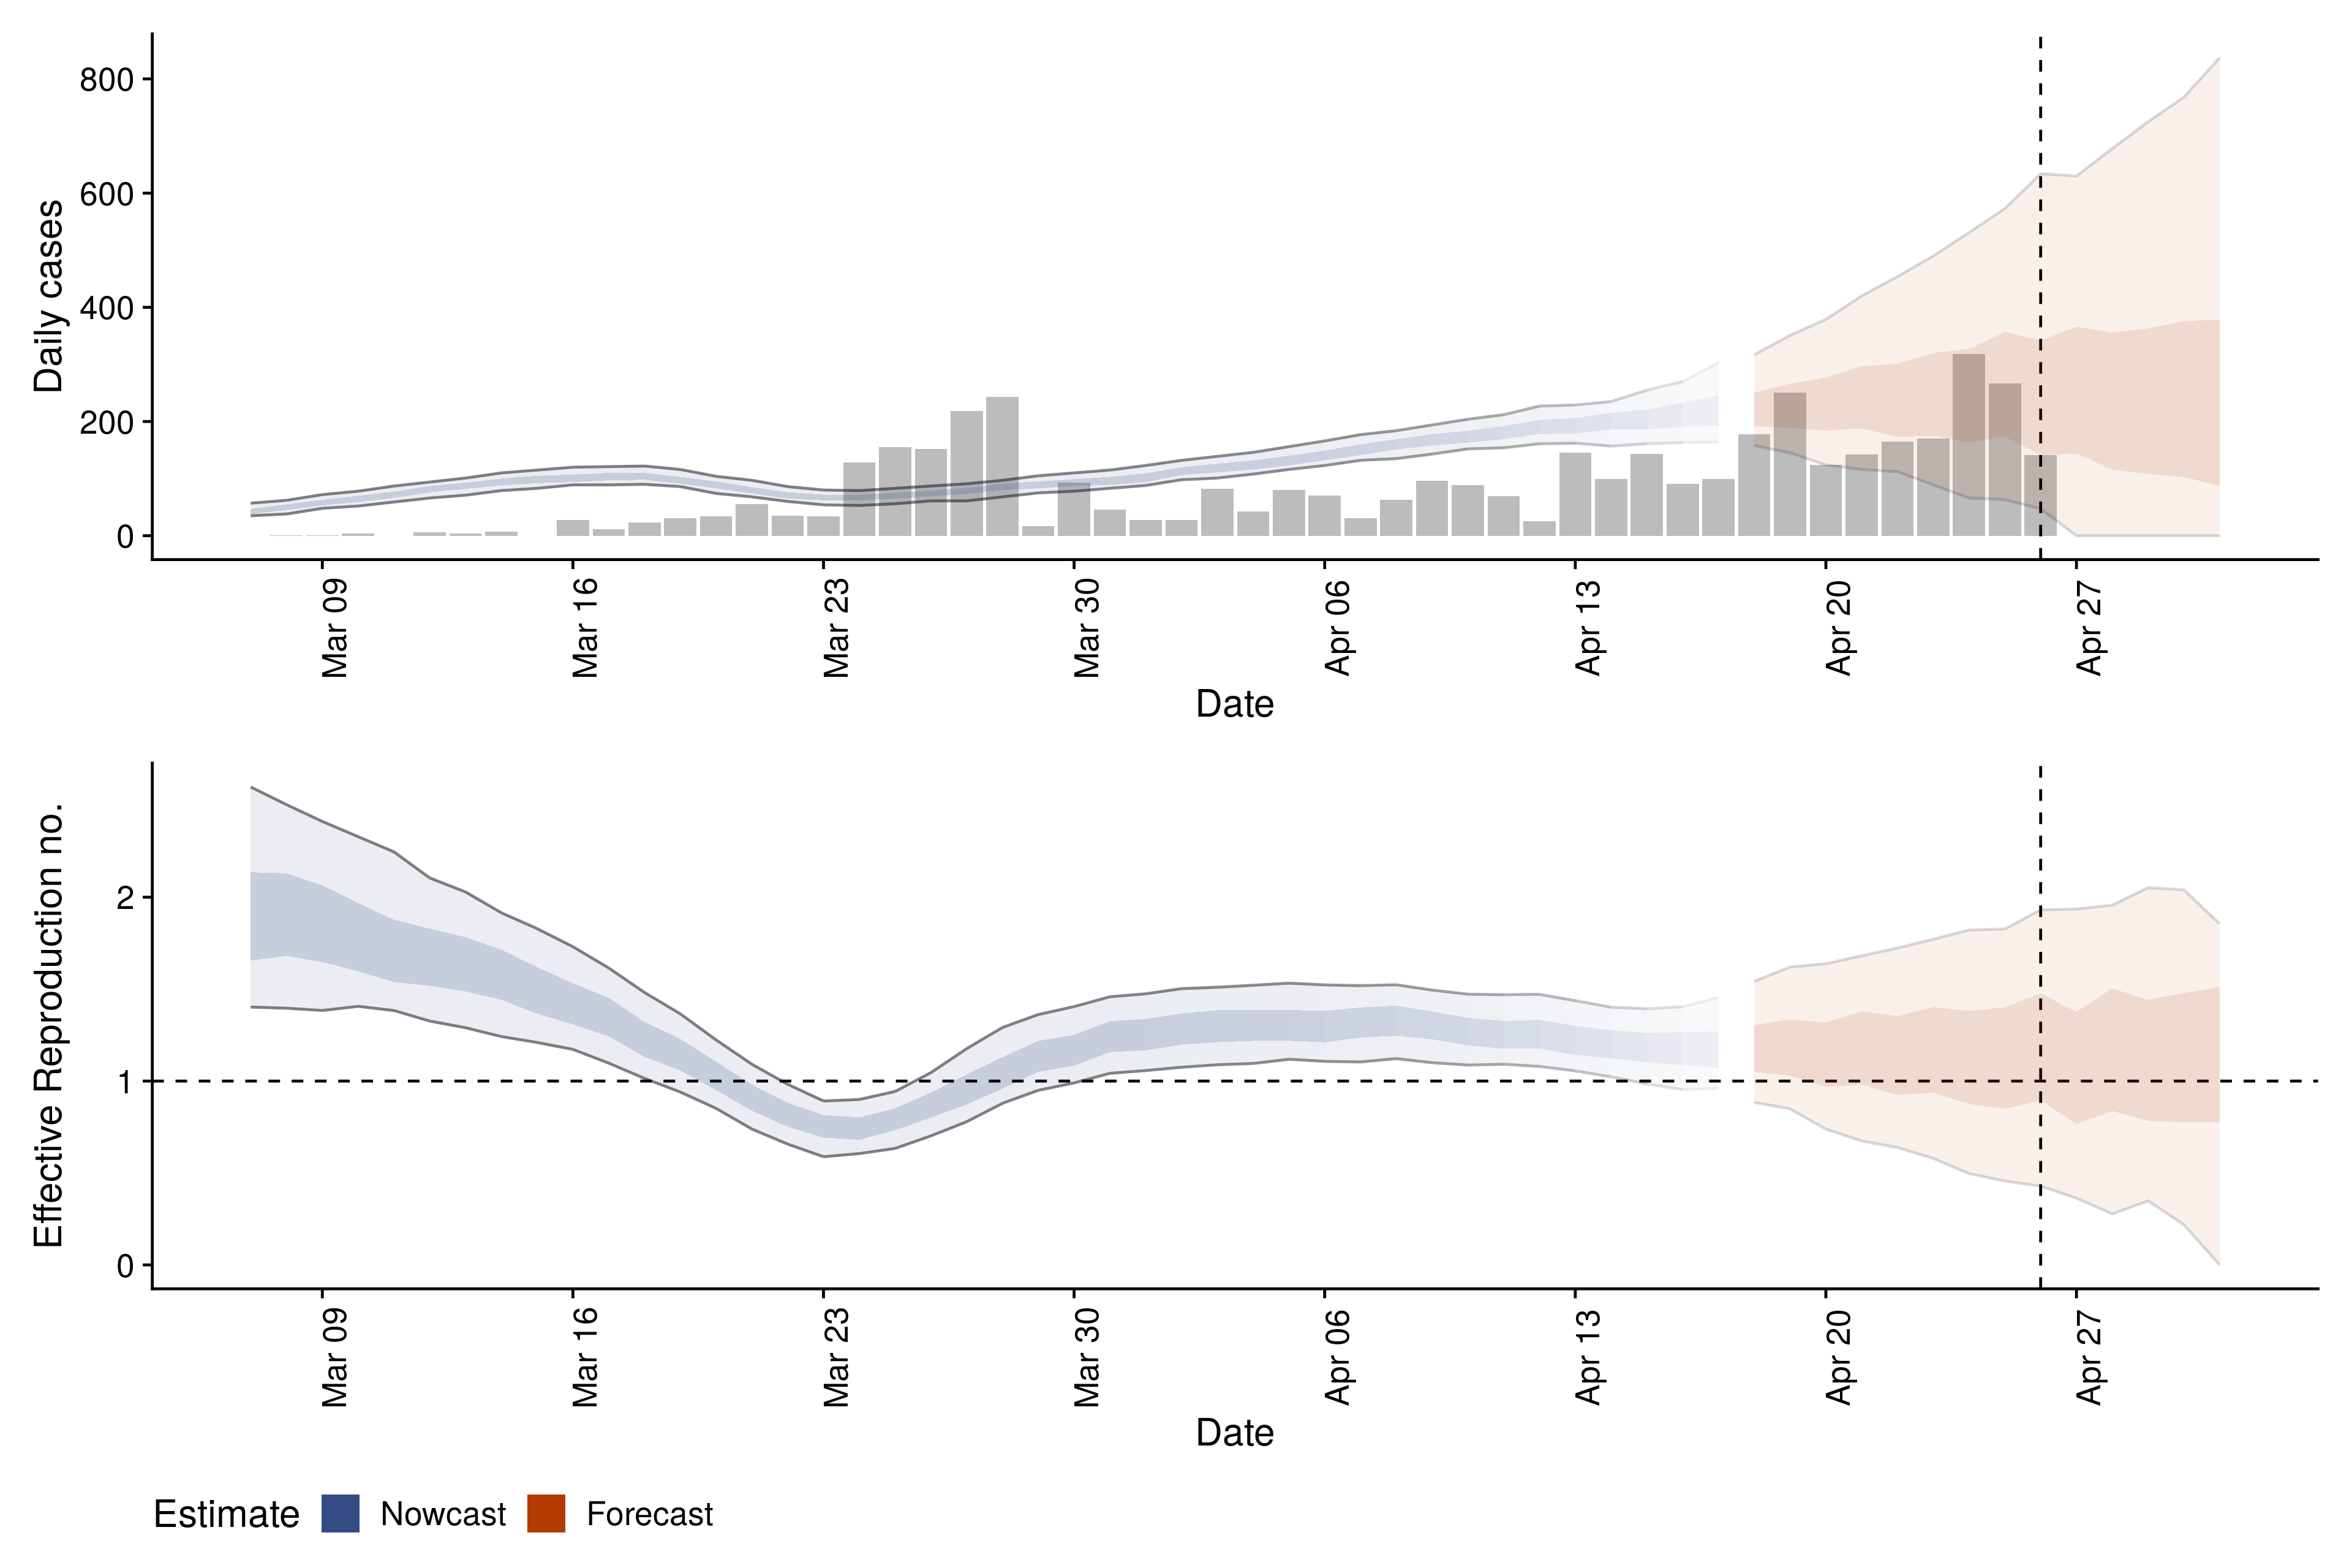 Daily cases
800
600
400
200
0
Mar 09
Mar 16
Mar 23
Mar 30
Apr 06
Apr 13
Apr 20
Apr 27
Date
Effective Reproduction no.
2
1
0
Mar 09
Mar 16
Mar 23
Mar 30
Apr 06
Apr 13
Apr 20
Apr 27
Date
Estimate Nowcast Forecast